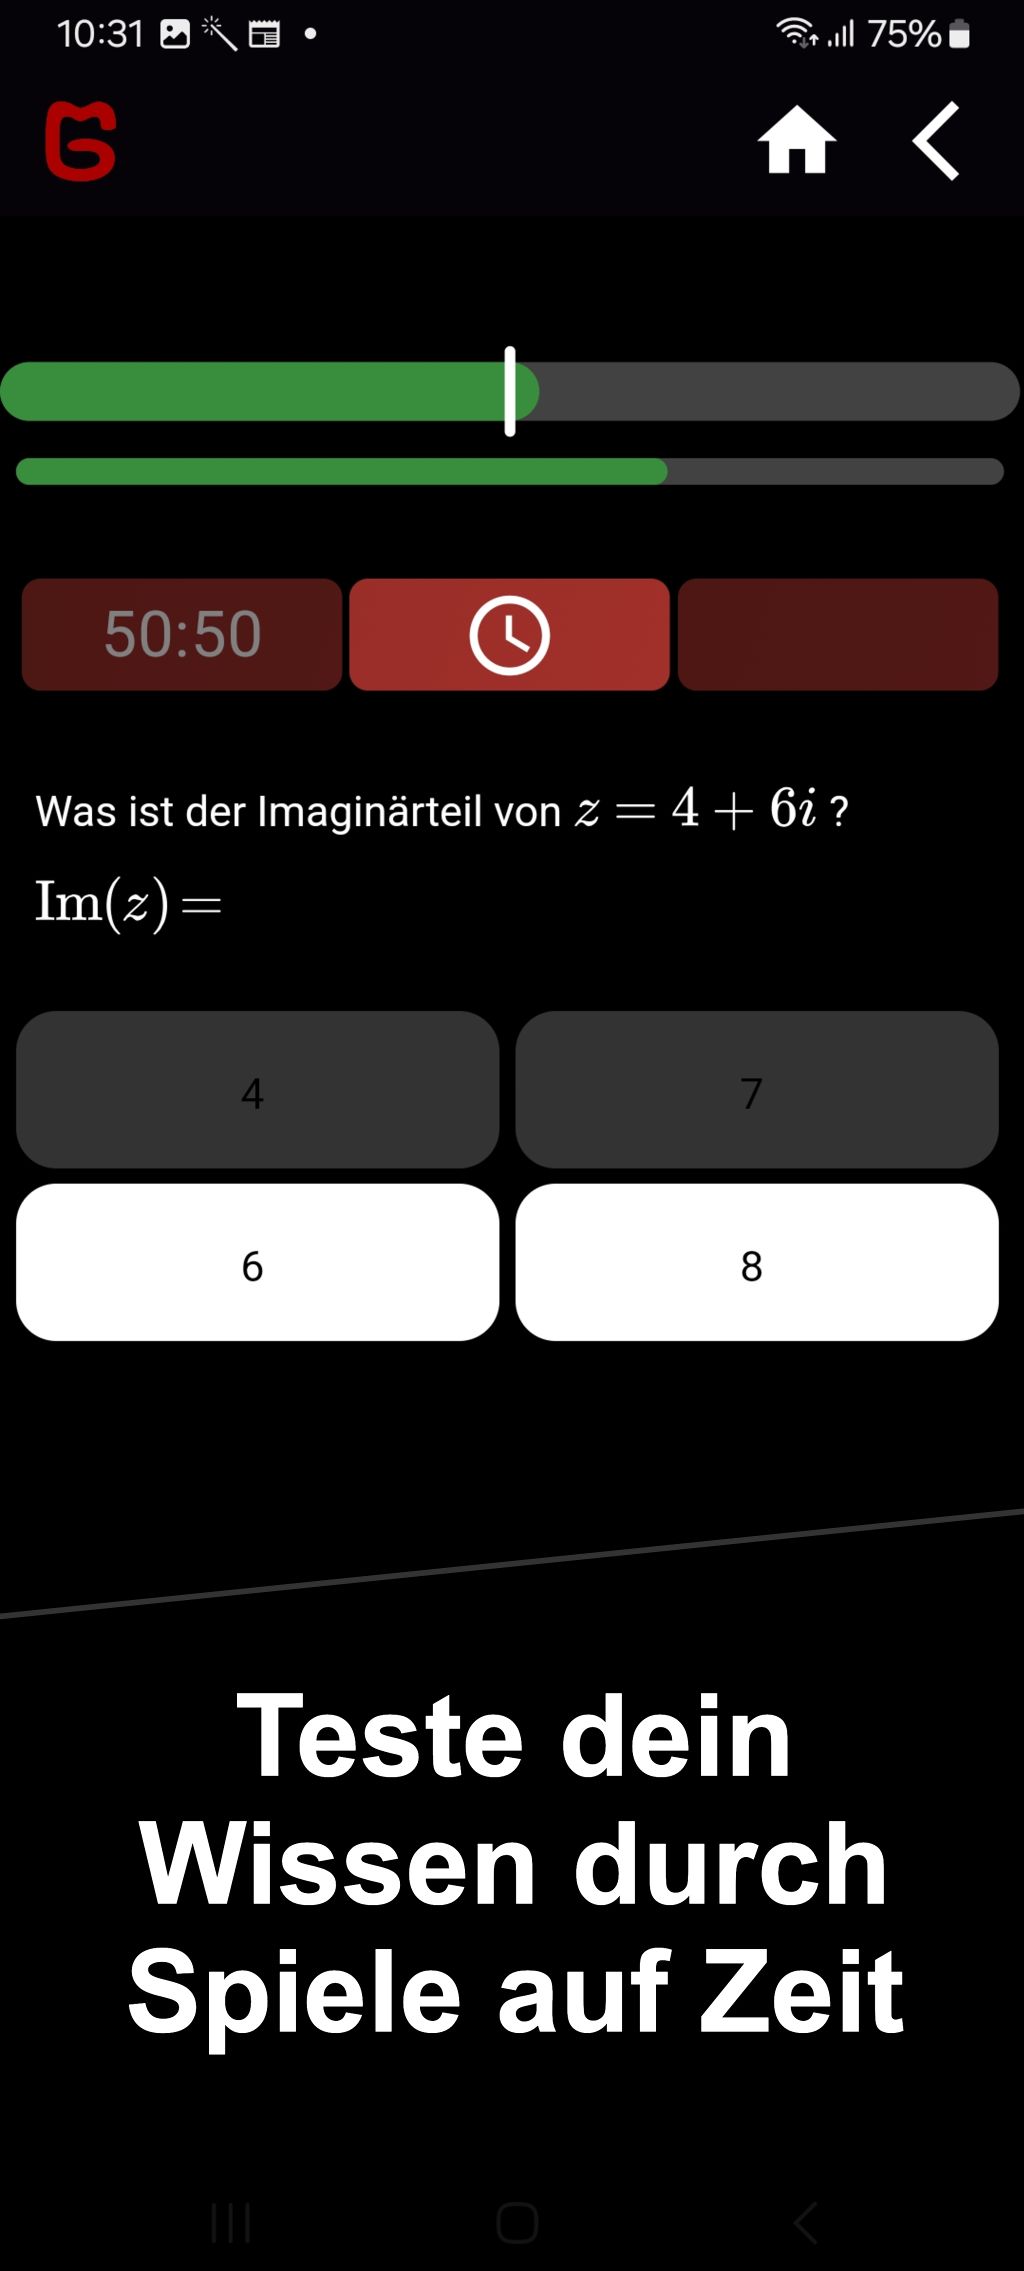 10:31 75%
50:50
Was ist der Imaginärteil von z = 4 + 6i ?
Im(z) =
4 7
6 8
Teste dein
Wissen durch
Spiele auf Zeit